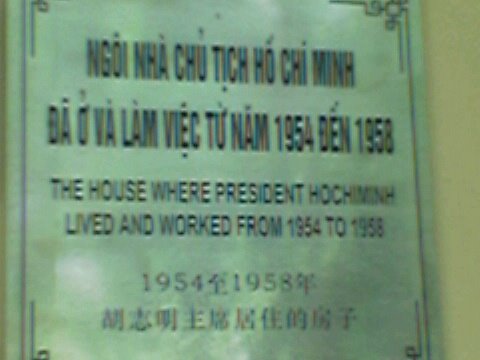 NGÔI NHÀ CHỦ TỊCH HỒ CHÍ MINH
ĐÃ Ở VÀ LÀM VIỆC TỪ NĂM 1954 ĐẾN 1958
THE HOUSE WHERE PRESIDENT HOCHIMINH
LIVED AND WORKED FROM 1954 TO 1958
1954至1958年
胡志明主席居住的房子